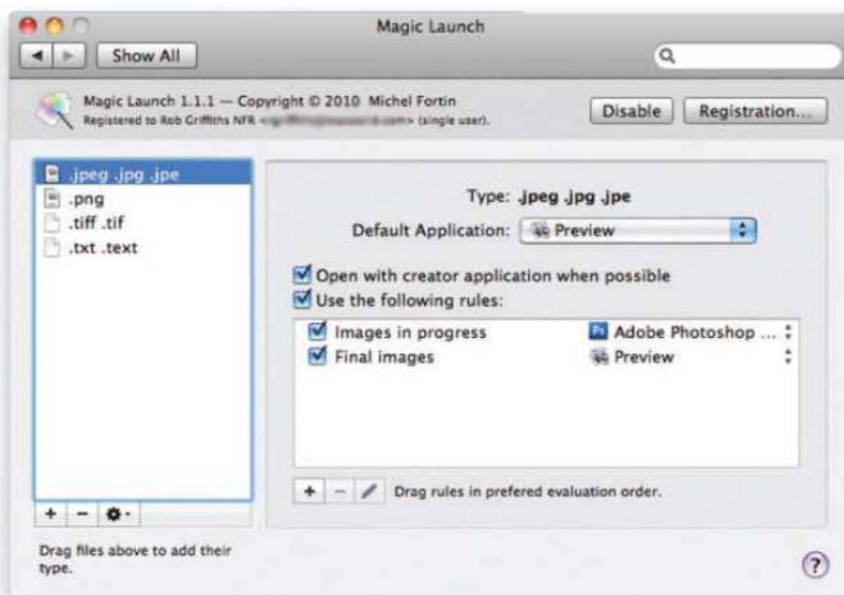 Magic Launch
Show All
Magic Launch 1.1.1 — Copyright © 2010 Michel Fortin
Registered to Rob Griffiths NFR (single user).
Disable
Registration...
.jpeg .jpg .jpe
.png
.tiff .tif
.txt .text
Type: .jpeg .jpg .jpe
Default Application: Preview
Open with creator application when possible
Use the following rules:
Images in progress Adobe Photoshop ...
Final images Preview
Drag rules in prefered evaluation order.
Drag files above to add their
type.